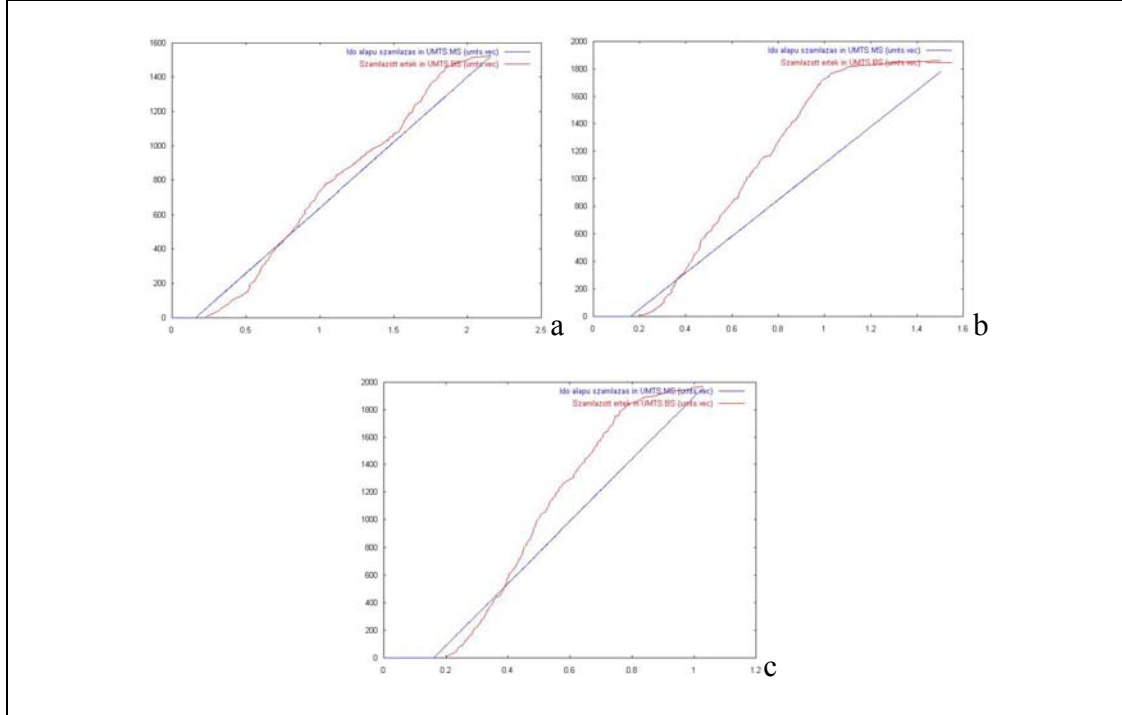 1600
1400
1200
1000
800
600
400
200
0
0 0.5 1 1.5 2 2.5
Ido alapu szamlazas in UMTS.MS (umts.vec)
Szamlazott ertek in UMTS.BS (umts.vec)
a
2000
1800
1600
1400
1200
1000
800
600
400
200
0
0 0.2 0.4 0.6 0.8 1 1.2 1.4 1.6
Ido alapu szamlazas in UMTS.MS (umts.vec)
Szamlazott ertek in UMTS.BS (umts.vec)
b
2000
1800
1600
1400
1200
1000
800
600
400
200
0
0 0.2 0.4 0.6 0.8 1 1.2
Ido alapu szamlazas in UMTS.MS (umts.vec)
Szamlazott ertek in UMTS.BS (umts.vec)
c